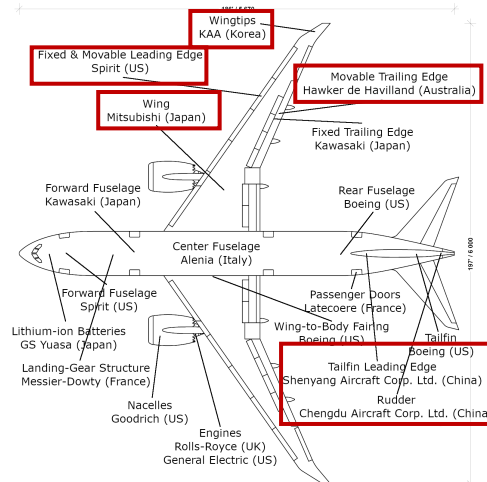 Wingtips
KAA (Korea)
Fixed & Movable Leading Edge
Spirit (US)
Movable Trailing Edge
Hawker de Havilland (Australia)
Wing
Mitsubishi (Japan)
Fixed Trailing Edge
Kawasaki (Japan)
Forward Fuselage
Kawasaki (Japan)
Rear Fuselage
Boeing (US)
Center Fuselage
Alenia (Italy)
197' / 6 000
Forward Fuselage
Spirit (US)
Passenger Doors
Latecoere (France)
Lithium-ion Batteries
GS Yuasa (Japan)
Wing-to-Body Fairing
Boeing (US)
Tailfin
Boeing (US)
Landing-Gear Structure
Messier-Dowty (France)
Tailfin Leading Edge
Shenyang Aircraft Corp. Ltd. (China)
Rudder
Chengdu Aircraft Corp. Ltd. (China
Nacelles
Goodrich (US)
Engines
Rolls-Royce (UK)
General Electric (US)